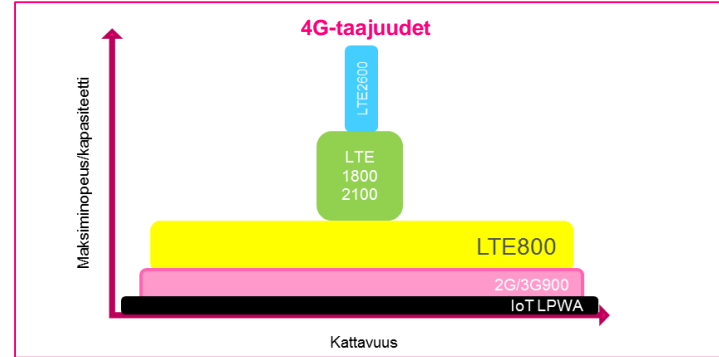 4G-taajuudet
Maksiminopeus/kapasiteetti
LTE2600
LTE
1800
2100
LTE800
2G/3G900
IoT LPWA
Kattavuus